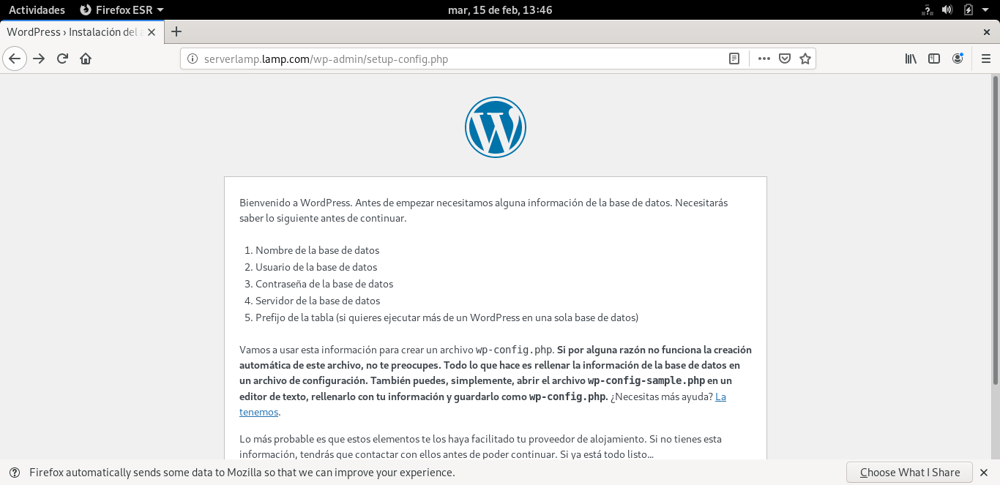 Actividades Firefox ESR mar, 15 de feb, 13:46
WordPress › Instalación del
serverlamp.lamp.com/wp-admin/setup-config.php
Bienvenido a WordPress. Antes de empezar necesitamos alguna información de la base de datos. Necesitarás
saber lo siguiente antes de continuar.
1. Nombre de la base de datos
2. Usuario de la base de datos
3. Contraseña de la base de datos
4. Servidor de la base de datos
5. Prefijo de la tabla (si quieres ejecutar más de un WordPress en una sola base de datos)
Vamos a usar esta información para crear un archivo wp-config.php. Si por alguna razón no funciona la creación
automática de este archivo, no te preocupes. Todo lo que hace es rellenar la información de la base de datos en
un archivo de configuración. También puedes, simplemente, abrir el archivo wp-config-sample.php en un
editor de texto, rellenarlo con tu información y guardarlo como wp-config.php. ¿Necesitas más ayuda? La
tenemos.
Lo más probable es que estos elementos te los haya facilitado tu proveedor de alojamiento. Si no tienes esta
información, tendrás que contactar con ellos antes de poder continuar. Si ya está todo listo...
Firefox automatically sends some data to Mozilla so that we can improve your experience.
Choose What I Share